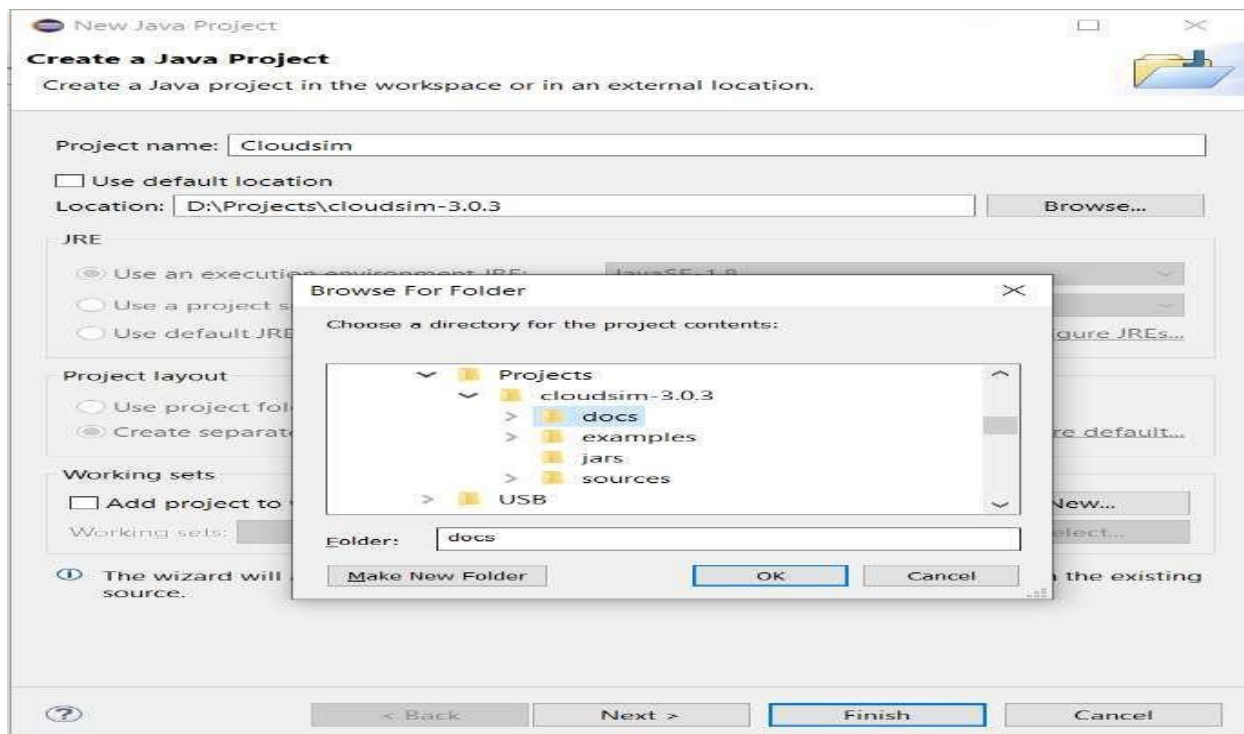 New Java Project
Create a Java Project
Create a Java project in the workspace or in an external location.
Project name: Cloudsim
Use default location
Location: D:\Projects\cloudsim-3.0.3 Browse...
JRE
Use an execution environment JRE: JavaSE-1.8
Use a project s
Use default JRE gure JREs...
Project layout
Use project fol
Create separat re default...
Working sets
Add project to New...
Working sets: elect...
The wizard will the existing
source.
Browse For Folder
Choose a directory for the project contents:
Projects
cloudsim-3.0.3
docs
examples
jars
sources
USB
Folder: docs
Make New Folder OK Cancel
? < Back Next > Finish Cancel